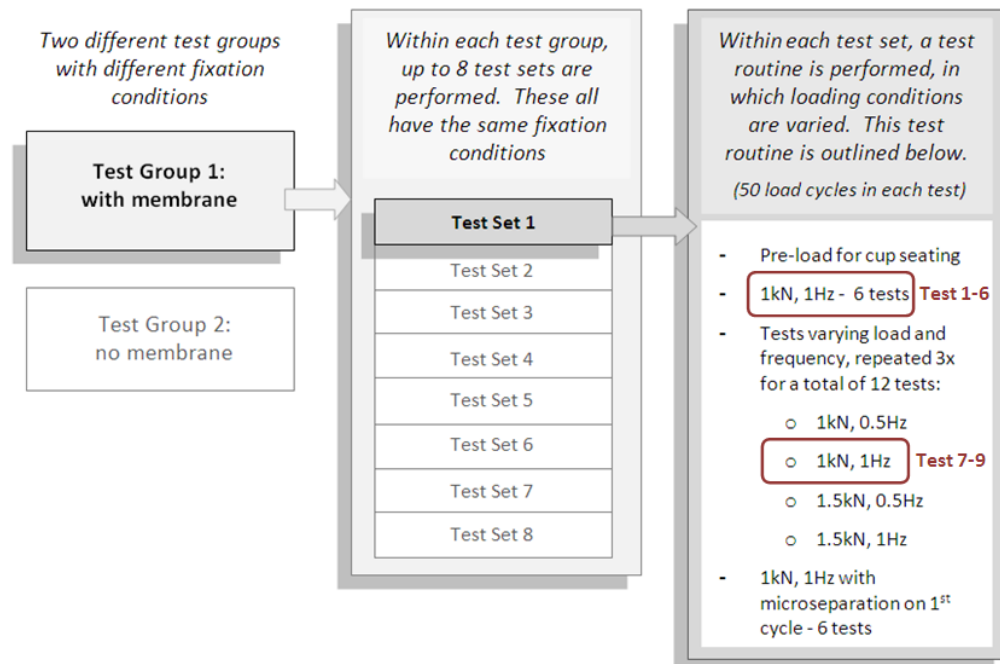 Two different test groups
with different fixation
conditions
Test Group 1:
with membrane
Test Group 2:
no membrane
Within each test group,
up to 8 test sets are
performed. These all
have the same fixation
conditions
Test Set 1
Test Set 2
Test Set 3
Test Set 4
Test Set 5
Test Set 6
Test Set 7
Test Set 8
Within each test set, a test
routine is performed, in
which loading conditions
are varied. This test
routine is outlined below.
(50 load cycles in each test)
- Pre-load for cup seating
- 1kN, 1Hz - 6 tests Test 1-6
- Tests varying load and
frequency, repeated 3x
for a total of 12 tests:
o 1kN, 0.5Hz
o 1kN, 1Hz Test 7-9
o 1.5kN, 0.5Hz
o 1.5kN, 1Hz
- 1kN, 1Hz with
microseparation on 1st
cycle - 6 tests